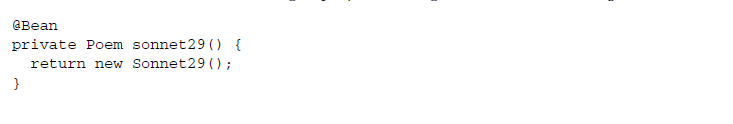 @Bean
private Poem sonnet29() {
  return new Sonnet29();
}